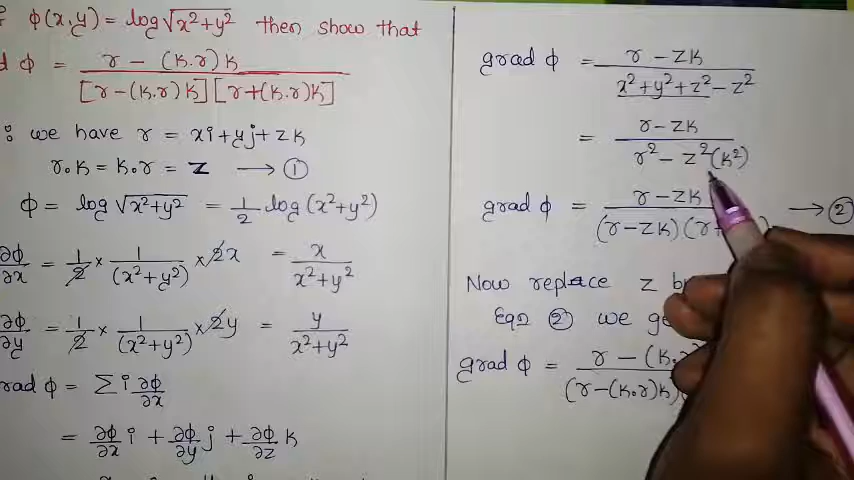 φ(x,y) = log√(x²+y²) then show that
φ = r - (k.r)k / [r-(k.r)k][r+(k.r)k]
: we have r = xi+yj+zk
r.k = k.r = z → ①
φ = log √(x²+y²) = 1/2 log(x²+y²)
∂φ/∂x = 1/2 × 1/(x²+y²) × 2x = x/(x²+y²)
∂φ/∂y = 1/2 × 1/(x²+y²) × 2y = y/(x²+y²)
rad φ = Σ i ∂φ/∂x
= ∂φ/∂x i + ∂φ/∂y j + ∂φ/∂z k
grad φ = r - zk / x²+y²+z²-z²
= r-zk / r² - z²(k²)
grad φ = r-zk / (r-zk)(r+ ) → ②
Now replace z
Eqn ② we ge
grad φ = r - (k.r / (r-(k.r)k)